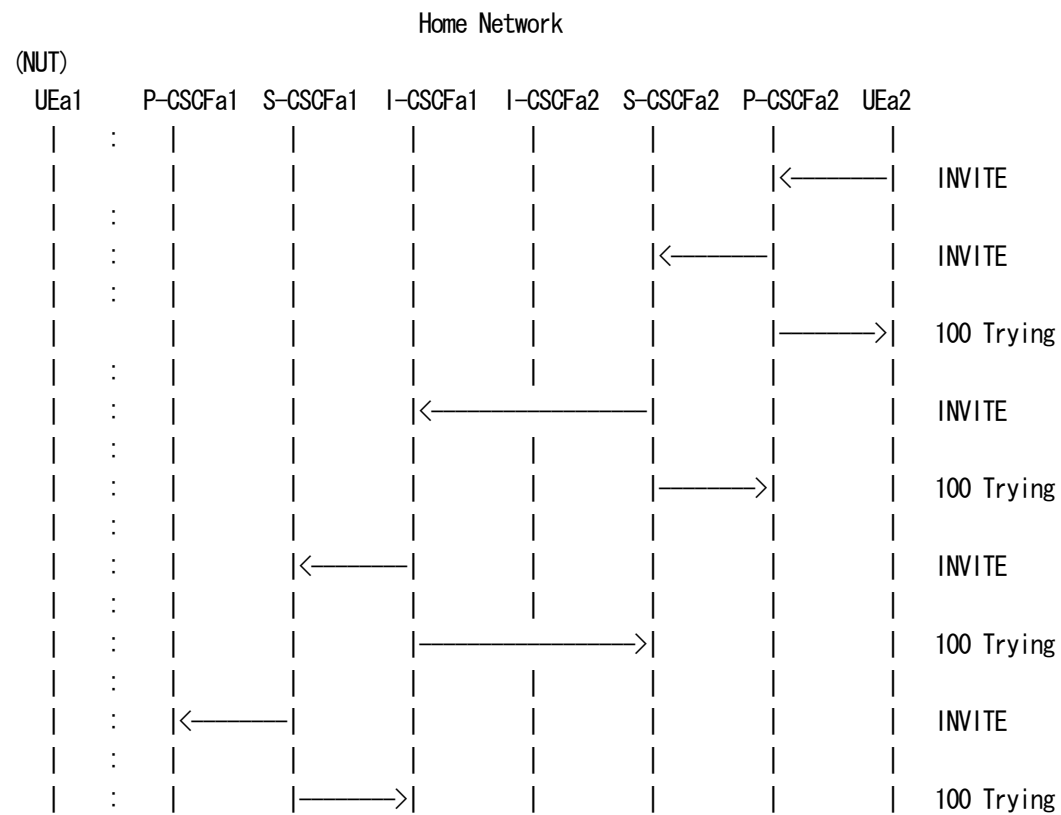 Home Network
(NUT)
UEa1 P-CSCFa1 S-CSCFa1 I-CSCFa1 I-CSCFa2 S-CSCFa2 P-CSCFa2 UEa2
INVITE
INVITE
100 Trying
INVITE
100 Trying
INVITE
100 Trying
INVITE
100 Trying